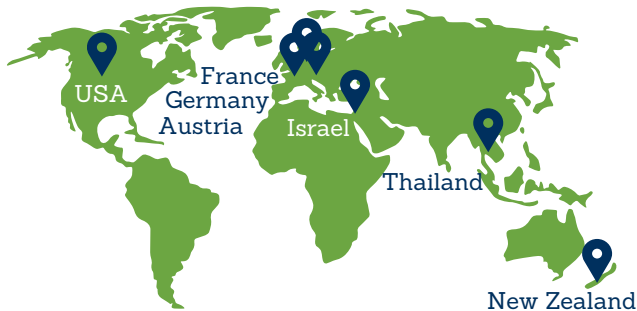 USA
France
Germany
Austria
Israel
Thailand
New Zealand